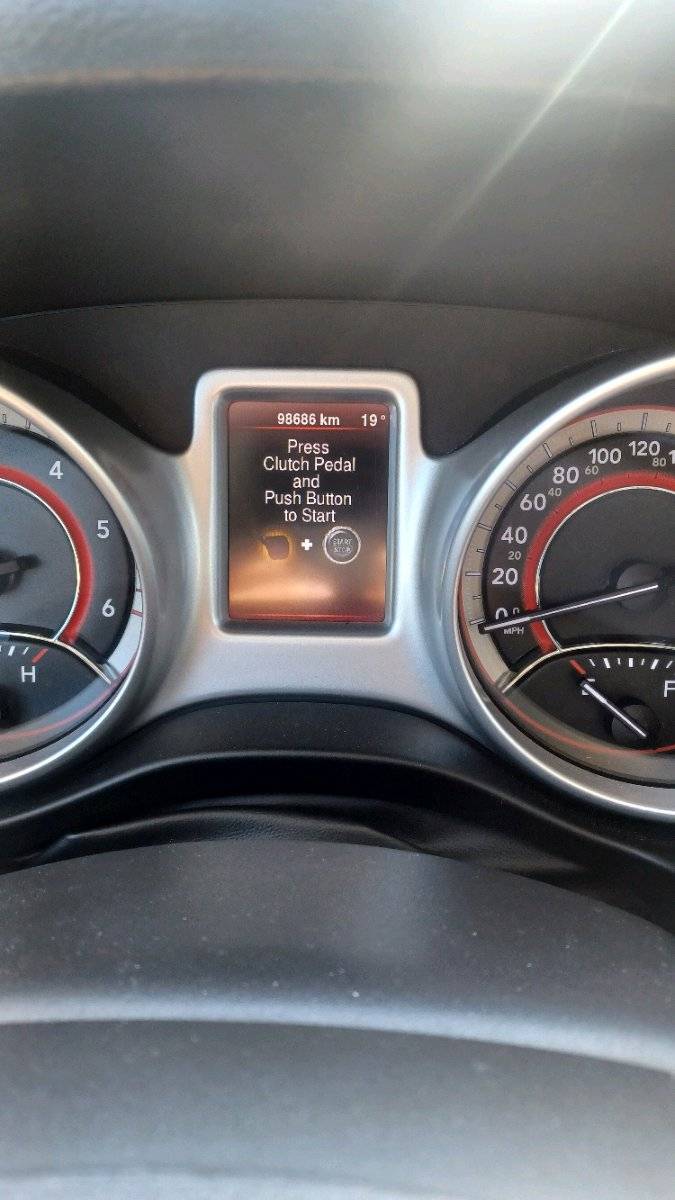 98686 km 19°
Press
Clutch Pedal
and
Push Button
to Start
START
STOP
4
5
6
H
0
20
40
60
80
100
120
0
20
40
60
80
MPH
E
F